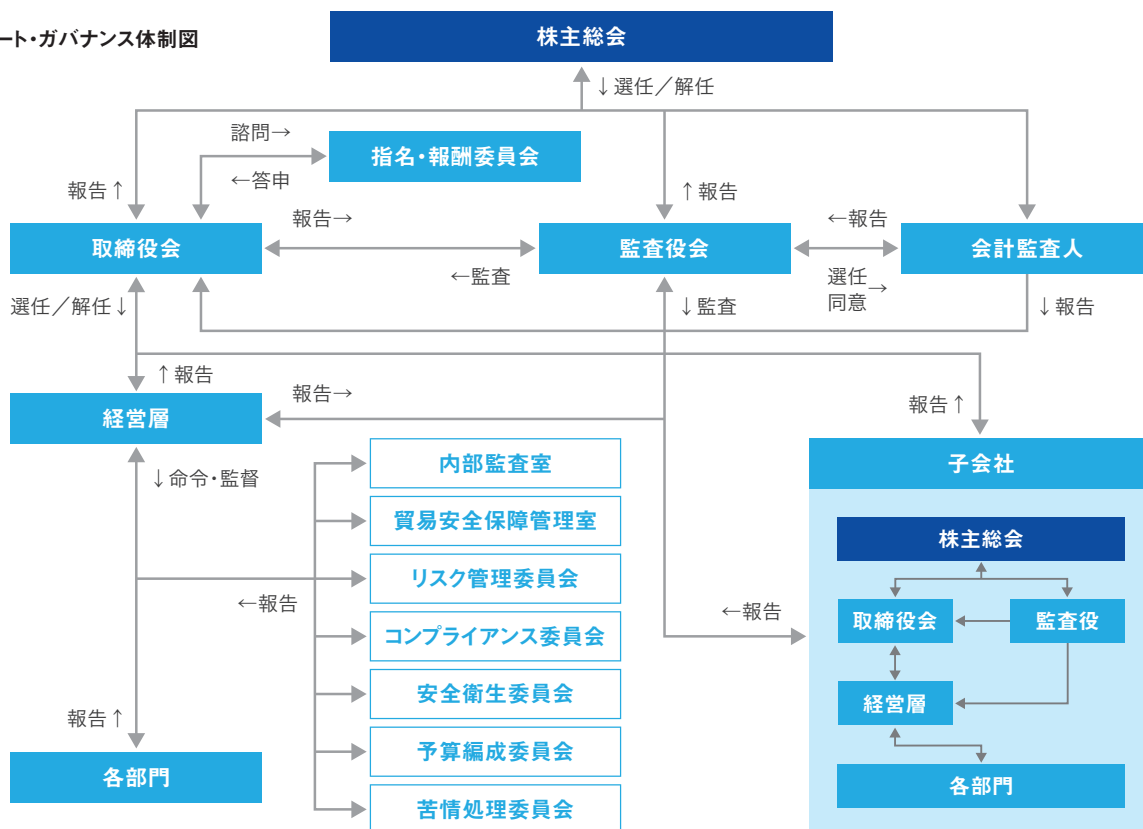 ート・ガバナンス体制図
株主総会
↓選任／解任
諮問→
指名・報酬委員会
←答申
報告↑
↑報告
報告→
←報告
取締役会
監査役会
会計監査人
←監査
選任→
同意
選任／解任↓
↓監査
↓報告
↑報告
報告→
報告↑
経営層
↓命令・監督
内部監査室
貿易安全保障管理室
リスク管理委員会
←報告
コンプライアンス委員会
安全衛生委員会
予算編成委員会
苦情処理委員会
報告↑
各部門
←報告
子会社
株主総会
取締役会
監査役
経営層
各部門